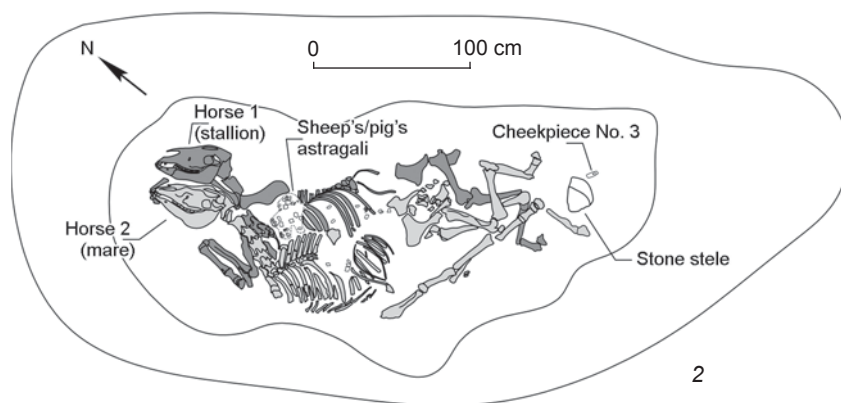 N
0 100 cm
Horse 1
(stallion)
Sheep's/pig's
astragali
Cheekpiece No. 3
Horse 2
(mare)
Stone stele
2